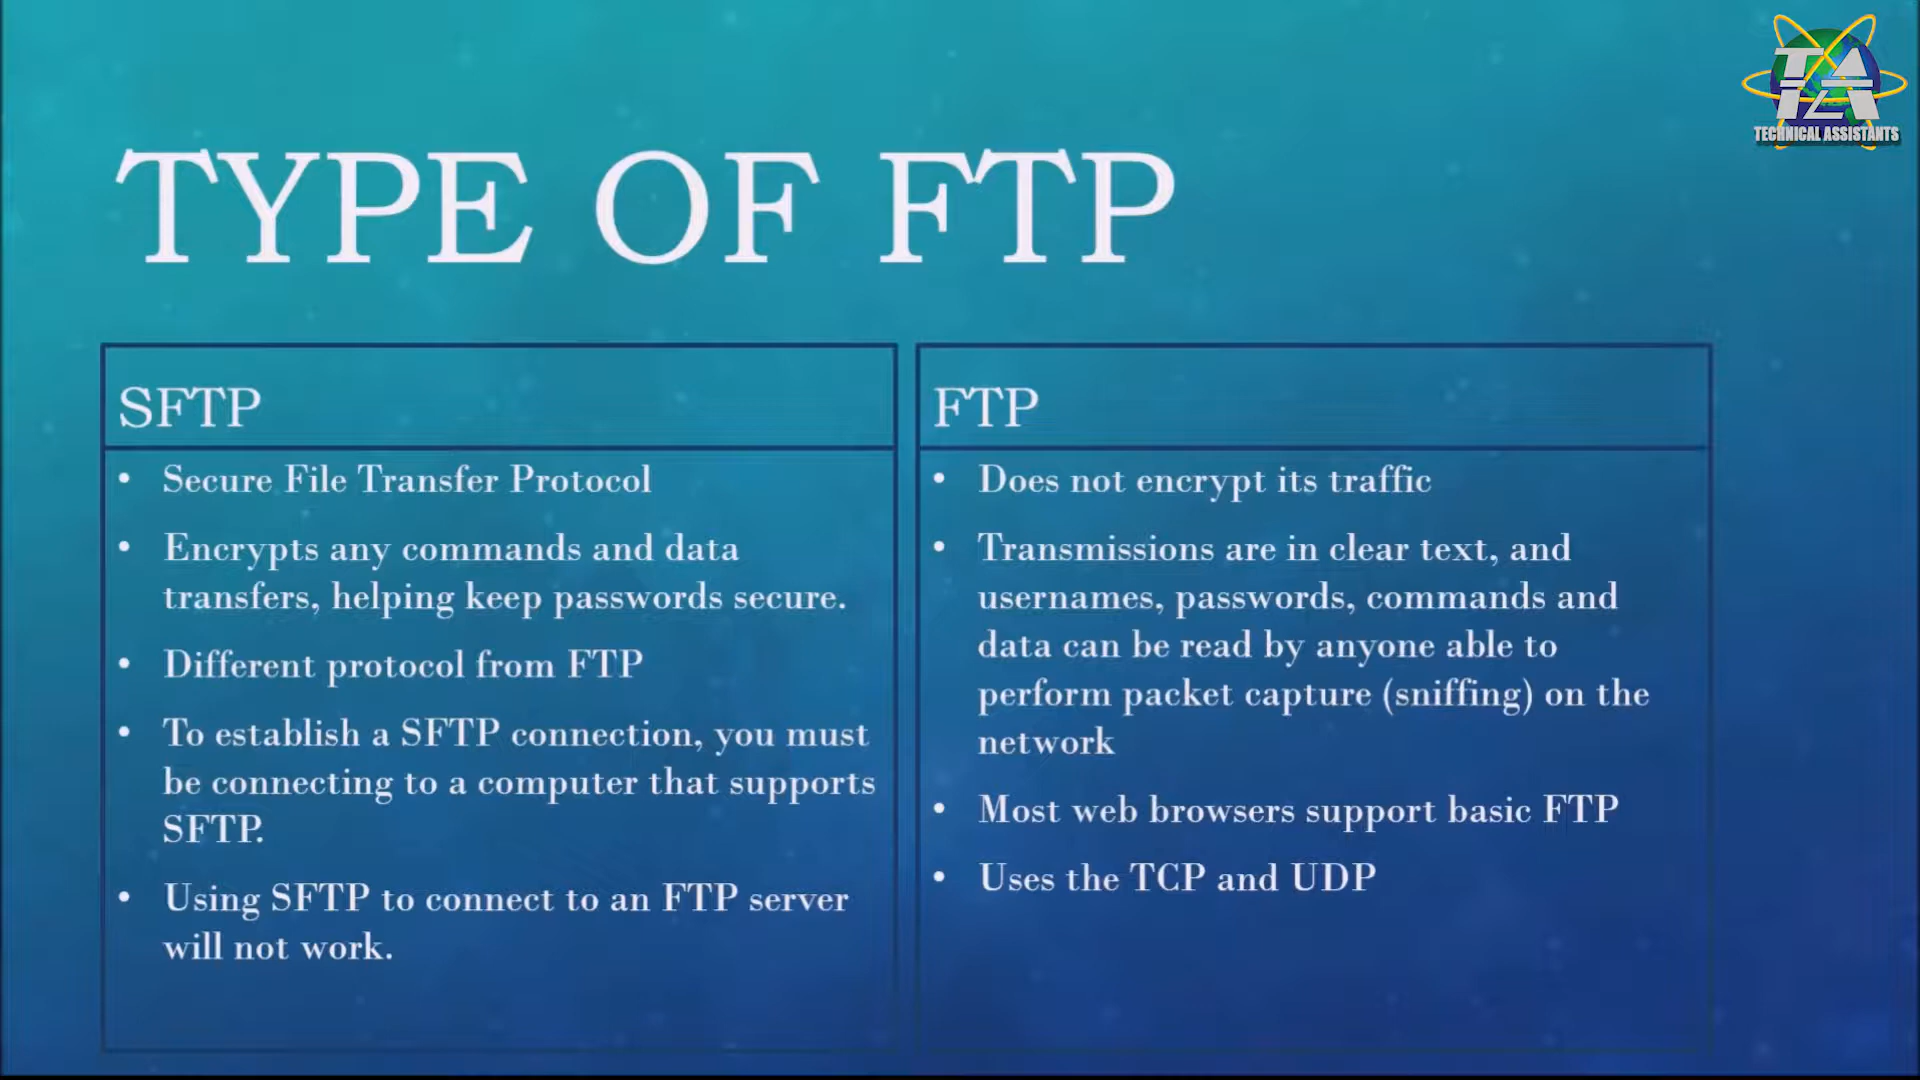 TA
TECHNICAL ASSISTANTS
TYPE OF FTP
SFTP
• Secure File Transfer Protocol
• Encrypts any commands and data
transfers, helping keep passwords secure.
• Different protocol from FTP
• To establish a SFTP connection, you must
be connecting to a computer that supports
SFTP.
• Using SFTP to connect to an FTP server
will not work.
FTP
• Does not encrypt its traffic
• Transmissions are in clear text, and
usernames, passwords, commands and
data can be read by anyone able to
perform packet capture (sniffing) on the
network
• Most web browsers support basic FTP
• Uses the TCP and UDP